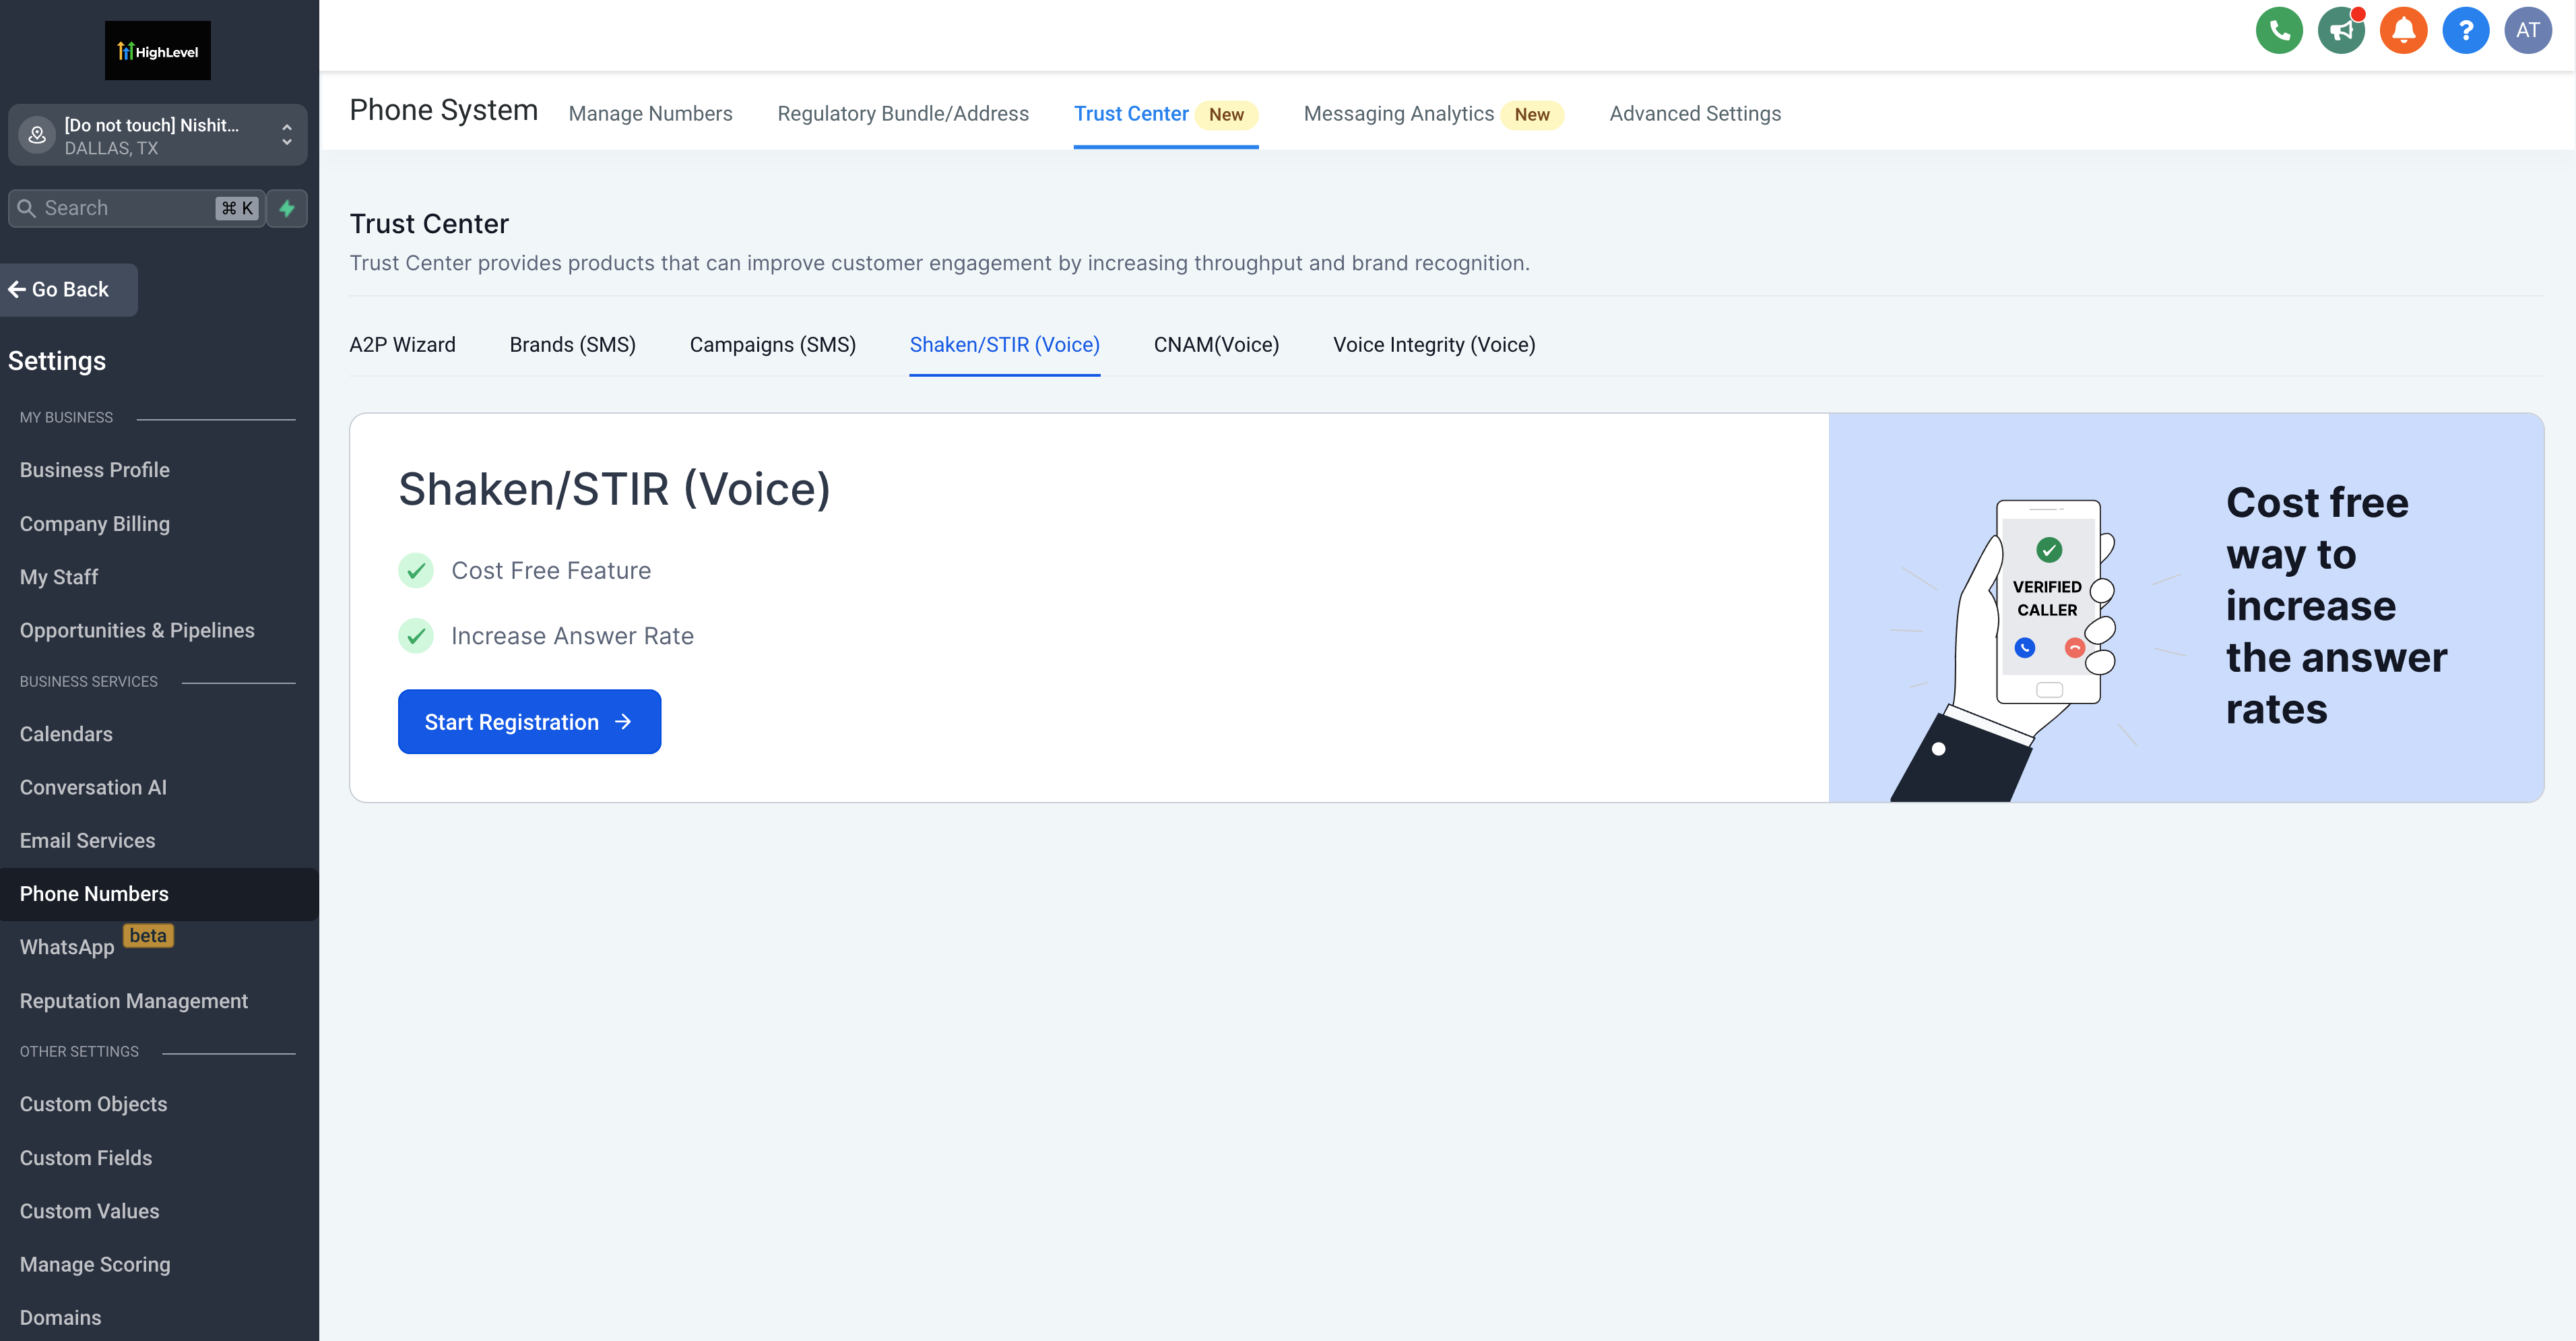 HighLevel
[Do not touch] Nishit...
DALLAS, TX
Search
⌘ K
Go Back
Settings
MY BUSINESS
Business Profile
Company Billing
My Staff
Opportunities & Pipelines
BUSINESS SERVICES
Calendars
Conversation AI
Email Services
Phone Numbers
WhatsApp beta
Reputation Management
OTHER SETTINGS
Custom Objects
Custom Fields
Custom Values
Manage Scoring
Domains
? AT
Phone System Manage Numbers Regulatory Bundle/Address Trust Center New Messaging Analytics New Advanced Settings
Trust Center
Trust Center provides products that can improve customer engagement by increasing throughput and brand recognition.
A2P Wizard Brands (SMS) Campaigns (SMS) Shaken/STIR (Voice) CNAM(Voice) Voice Integrity (Voice)
Shaken/STIR (Voice)
Cost Free Feature
Increase Answer Rate
Start Registration →
VERIFIED
CALLER
Cost free
way to
increase
the answer
rates